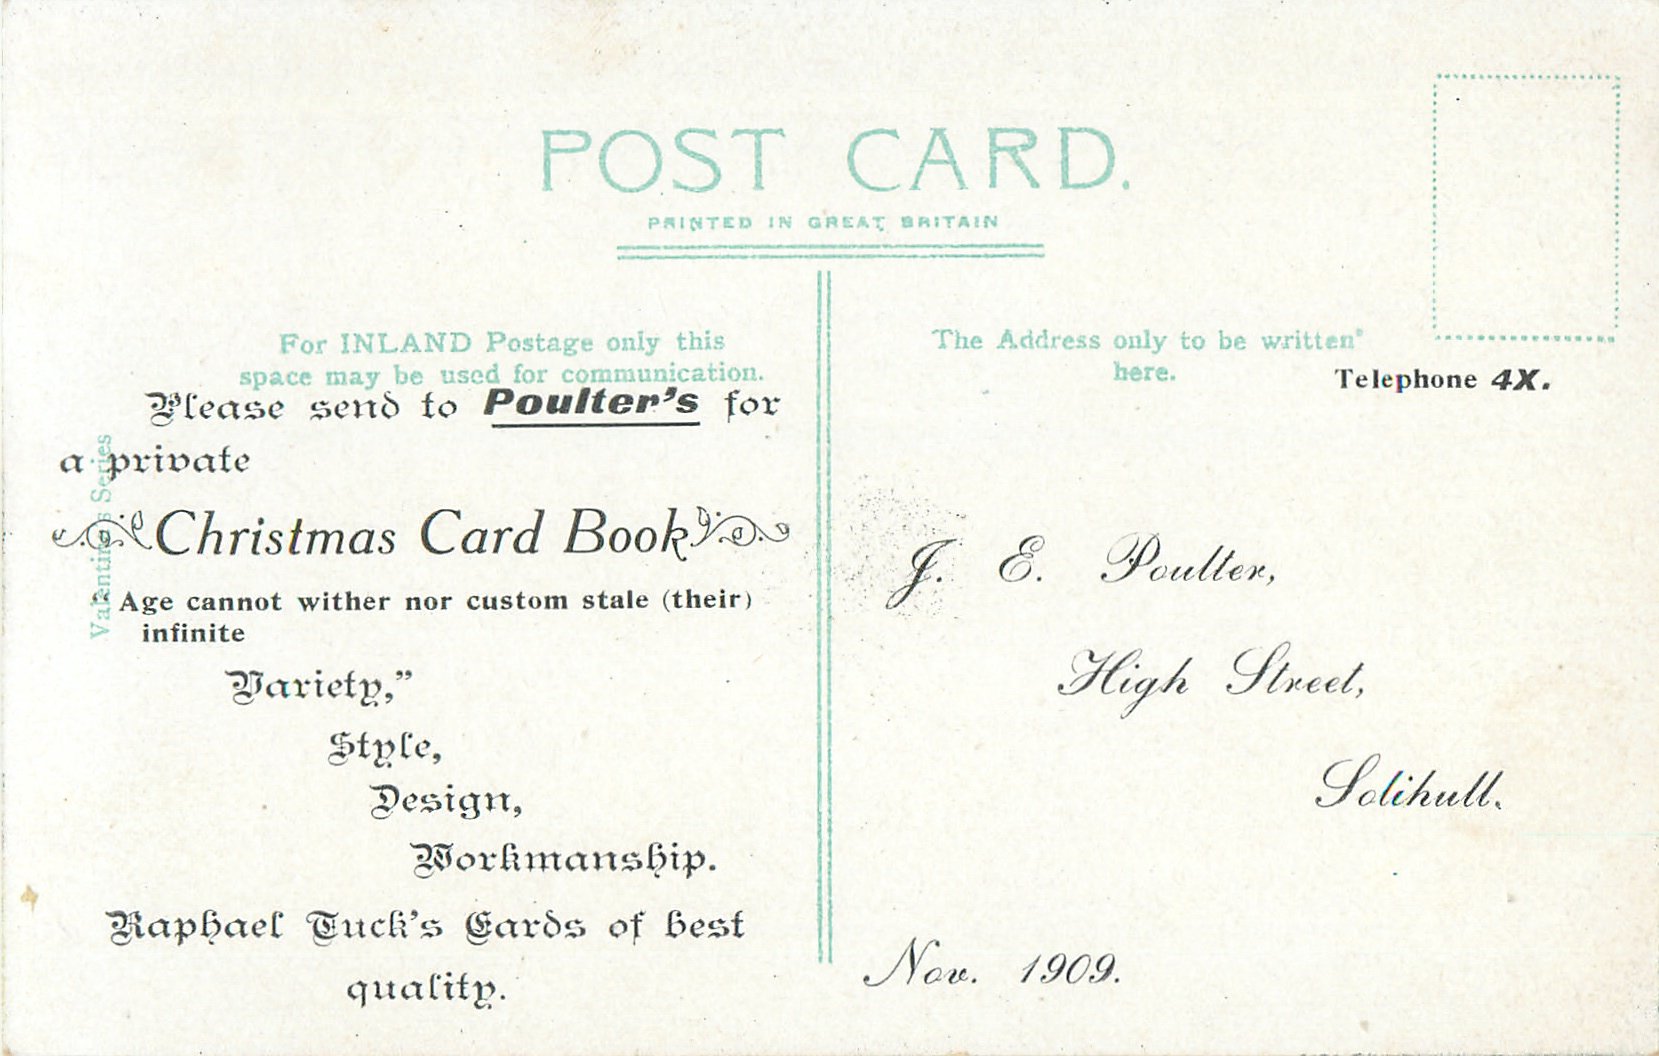 POST CARD.
PRINTED IN GREAT BRITAIN
For INLAND Postage only this
space may be used for communication.
The Address only to be written
here.
Telephone 4X.
Please send to Poulter's for
a private
Christmas Card Book
"Age cannot wither nor custom stale (their)
infinite
Variety,"
Style,
Design,
Workmanship.
Raphael Tuck's Cards of best
quality.
Valentine's Series
J. E. Poulter,
High Street,
Solihull.
Nov. 1909.